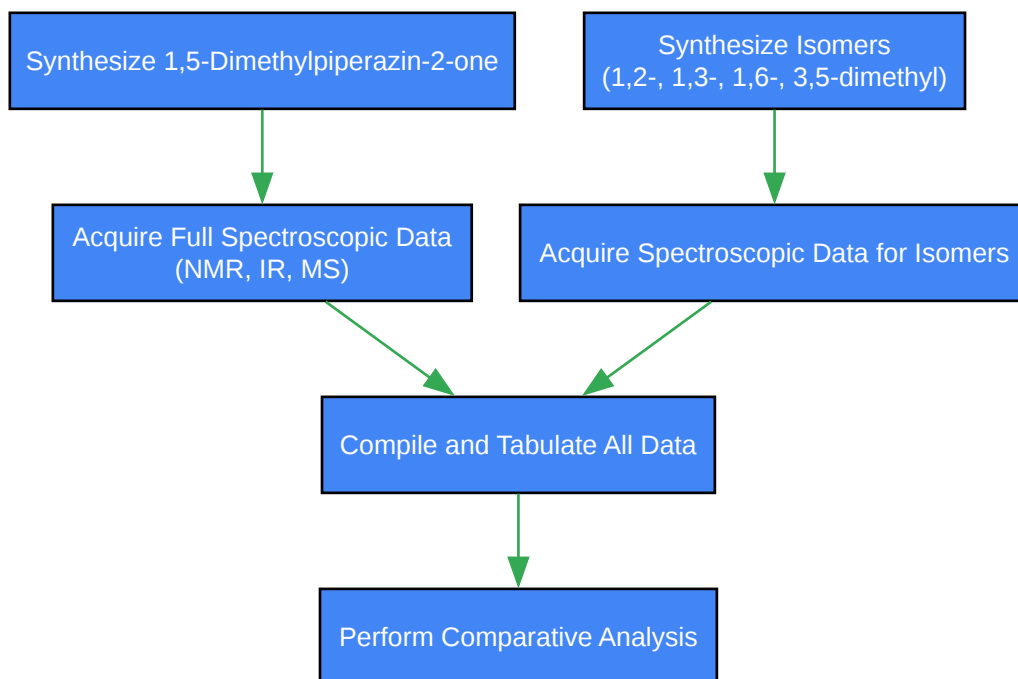 Synthesize 1,5-Dimethylpiperazin-2-one
Synthesize Isomers
(1,2-, 1,3-, 1,6-, 3,5-dimethyl)
Acquire Full Spectroscopic Data
(NMR, IR, MS)
Acquire Spectroscopic Data for Isomers
Compile and Tabulate All Data
Perform Comparative Analysis